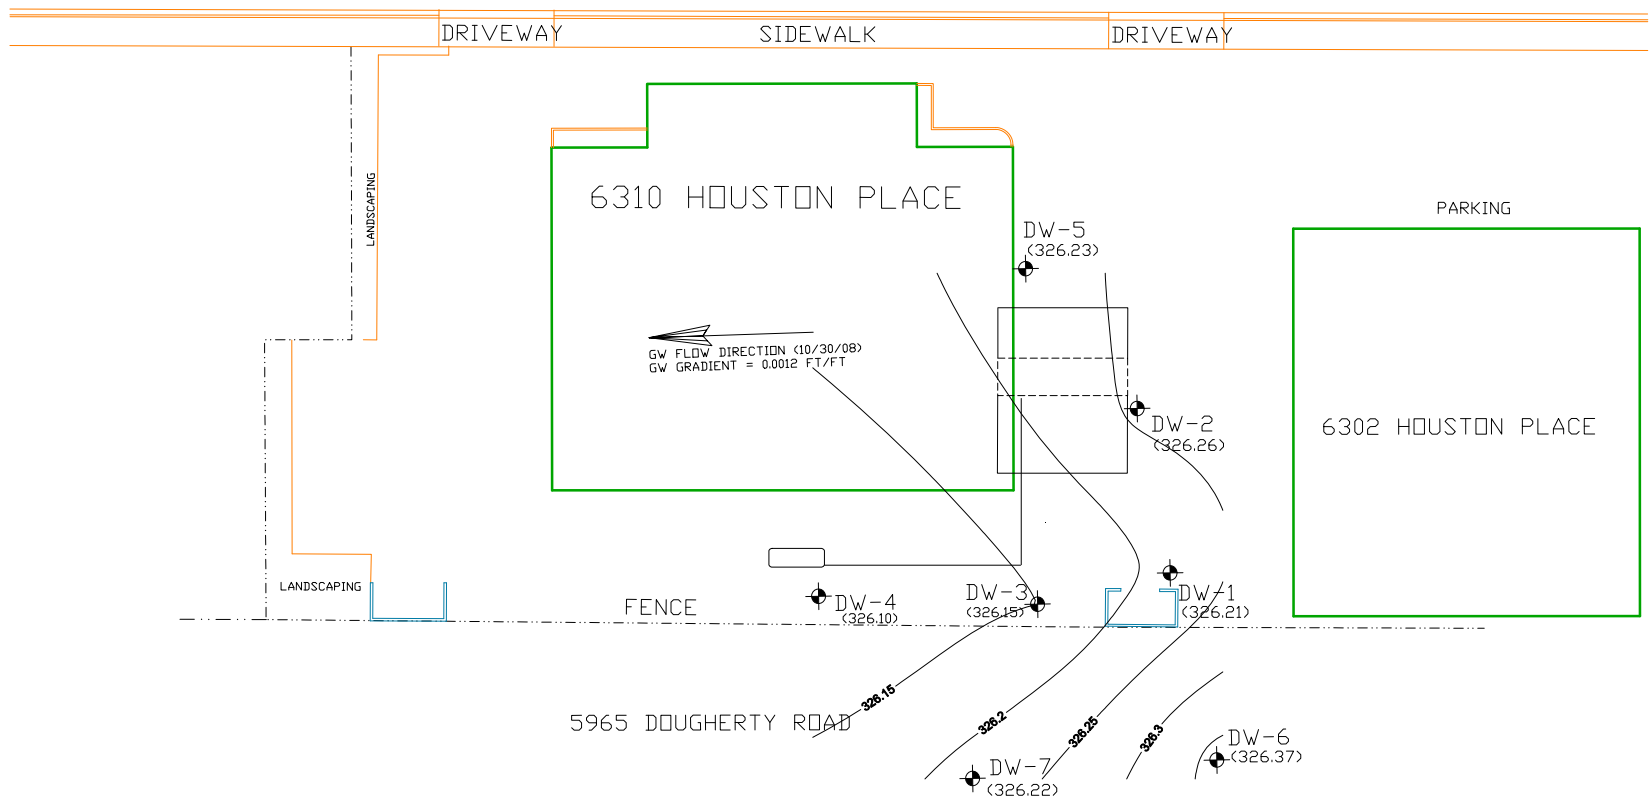 DRIVEWAY
SIDEWALK
DRIVEWAY
LANDSCAPING
6310 HOUSTON PLACE
PARKING
DW-5
(326.23)
GW FLOW DIRECTION (10/30/08)
GW GRADIENT = 0.0012 FT/FT
DW-2
(326.26)
6302 HOUSTON PLACE
LANDSCAPING
FENCE
DW-4
(326.10)
DW-3
(326.15)
DW-1
(326.21)
326.15
326.2
326.25
326.3
5965 DOUGHERTY ROAD
DW-6
(326.37)
DW-7
(326.22)